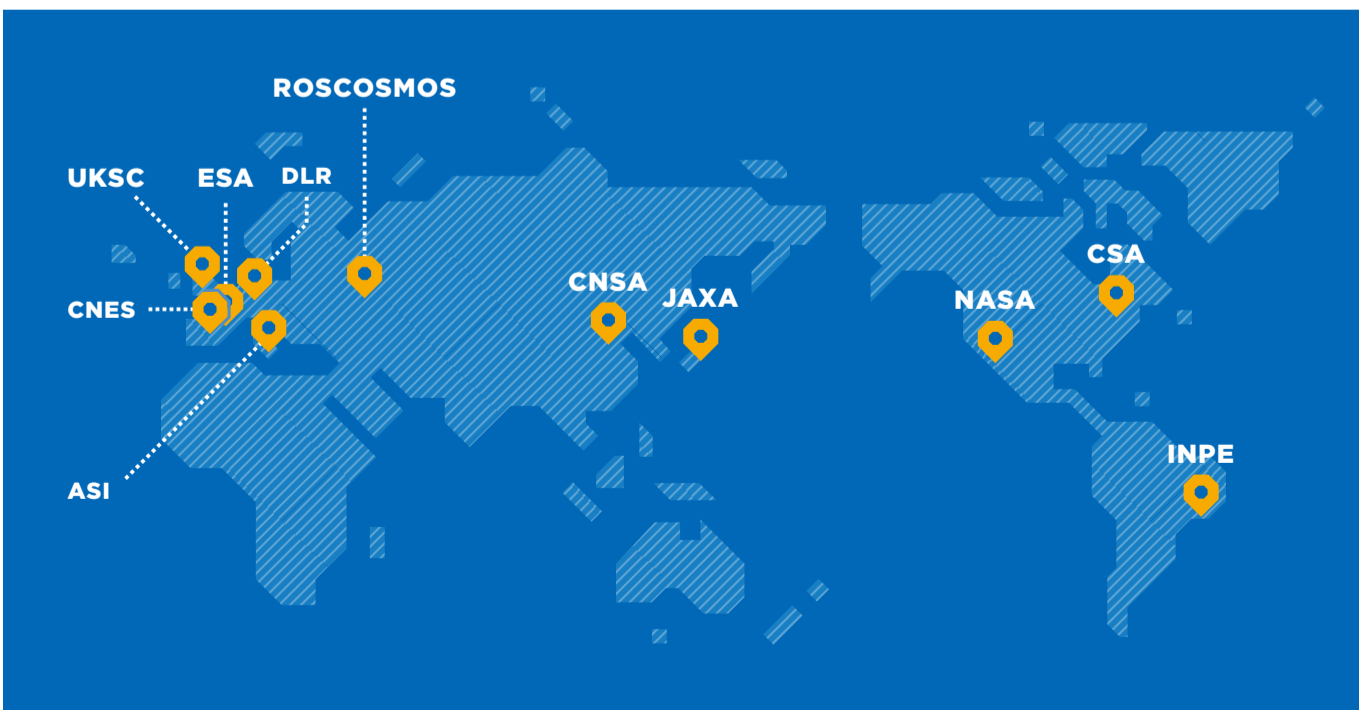 ROSCOSMOS
UKSC
ESA
DLR
CSA
CNSA
JAXA
NASA
CNES
INPE
ASI